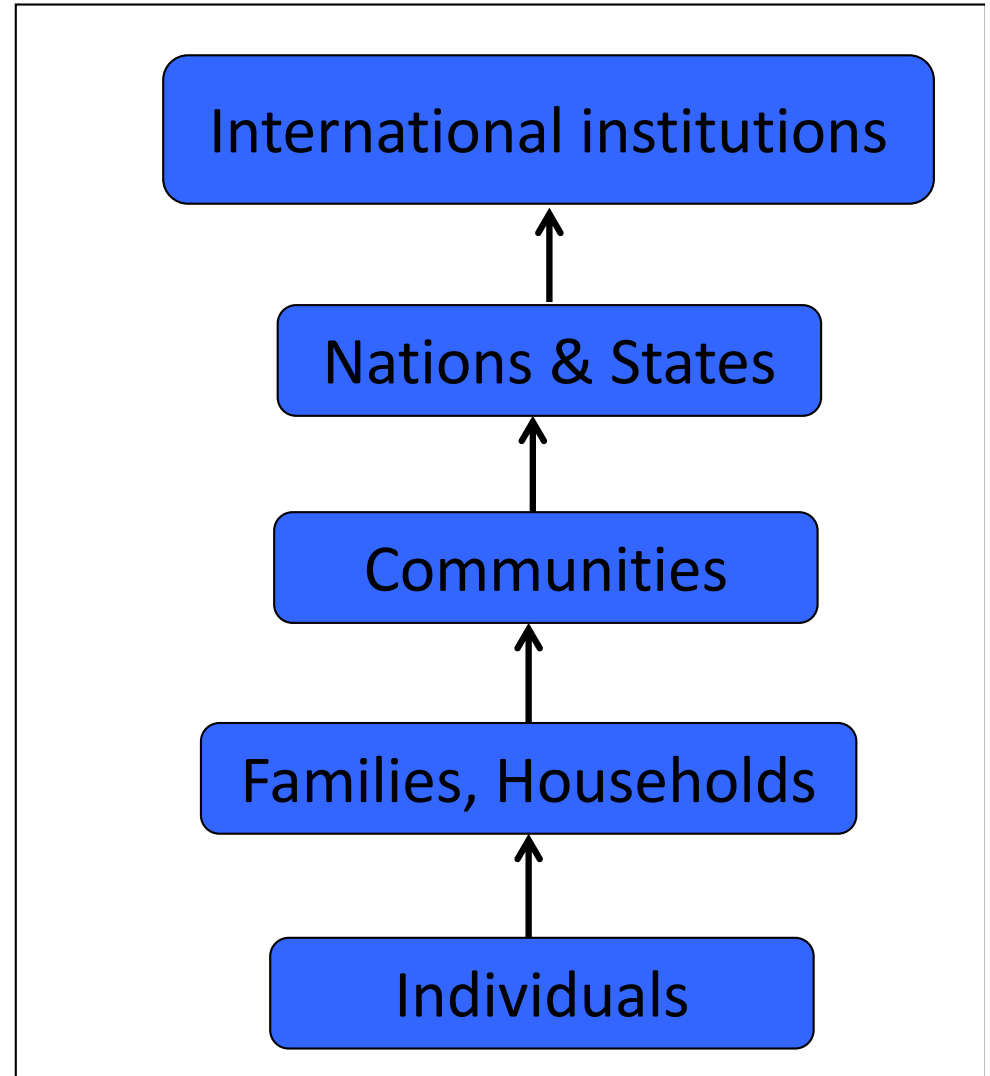 International institutions
Nations & States
Communities
Families, Households
Individuals